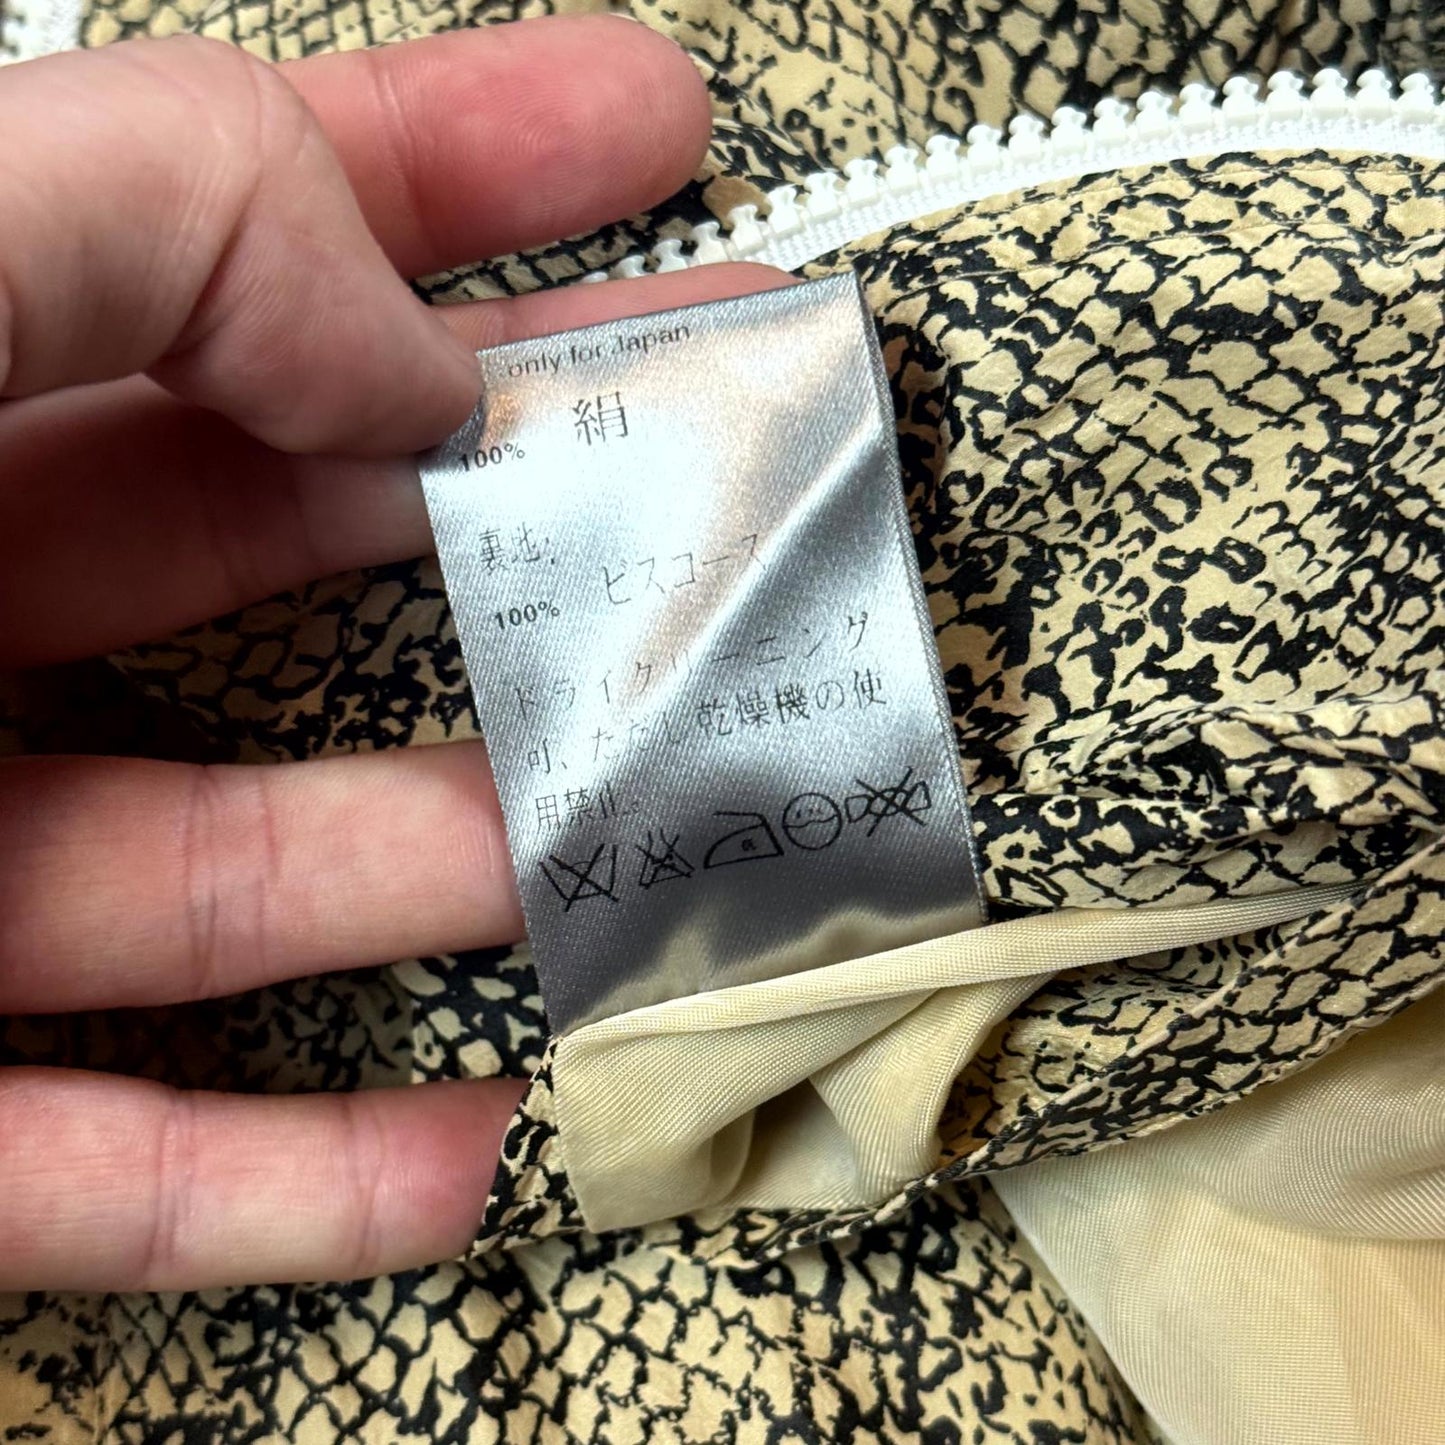 only for Japan
100% 絹
裏地:
100% ビスコース
ドライクリーニング
可、ただし乾燥機の使
用禁止。